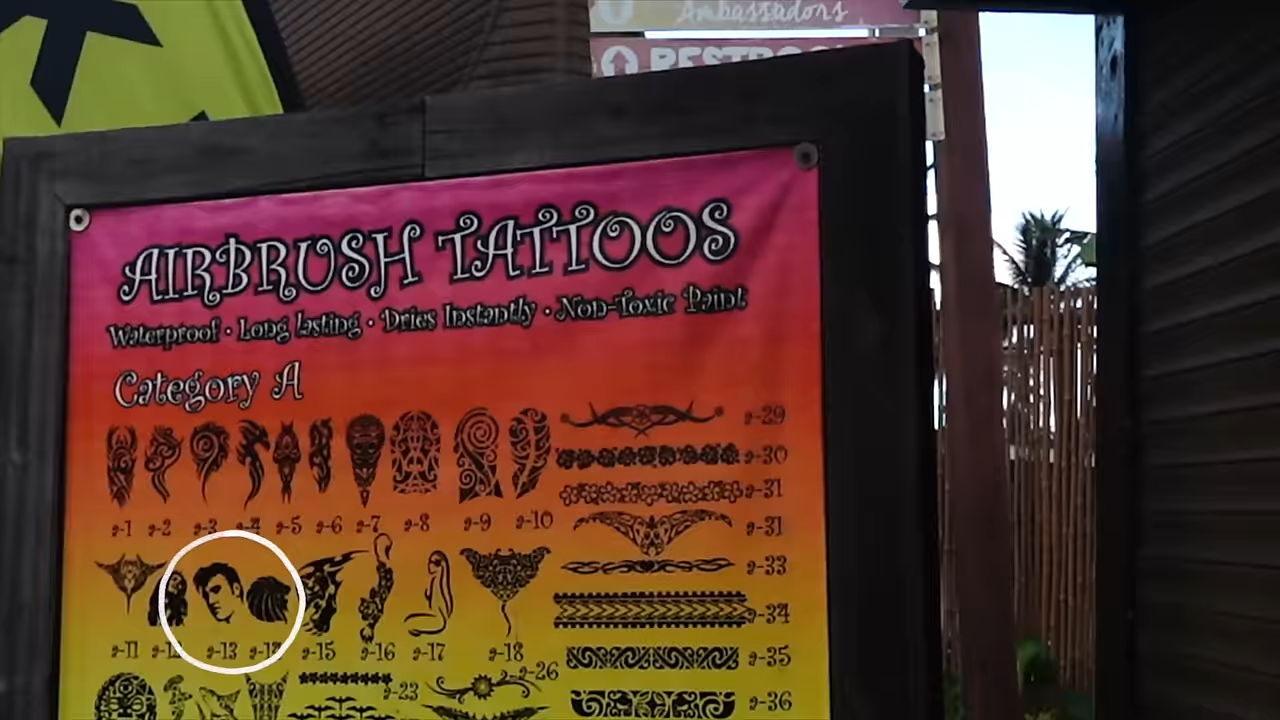 Ambassadors
AIRBRUSH TATTOOS
Waterproof · Long lasting · Dries Instantly · Non-Toxic Paint
Category A
a-1 a-2 a-3 a-4 a-5 a-6 a-7 a-8 a-9 a-10
a-29
a-30
a-31
a-31
a-33
a-34
a-35
a-36
a-11 a-12 a-13 a-15 a-16 a-17 a-18
a-23 a-26